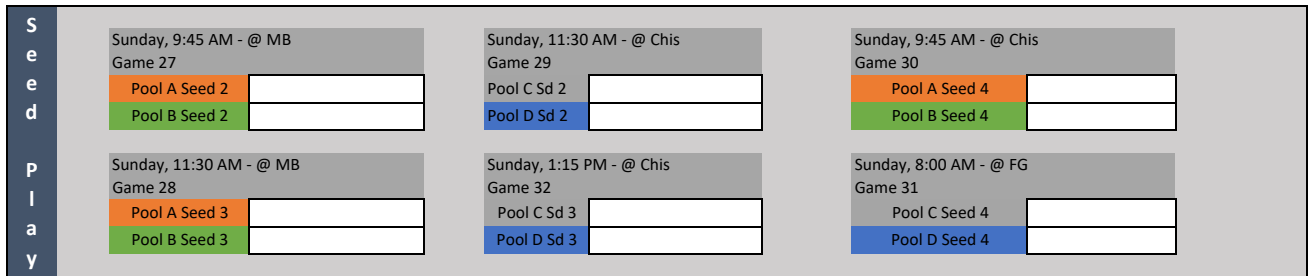 Seed Play
Sunday, 9:45 AM - @ MB
Game 27
Pool A Seed 2
Pool B Seed 2
Sunday, 11:30 AM - @ Chis
Game 29
Pool C Sd 2
Pool D Sd 2
Sunday, 9:45 AM - @ Chis
Game 30
Pool A Seed 4
Pool B Seed 4
Sunday, 11:30 AM - @ MB
Game 28
Pool A Seed 3
Pool B Seed 3
Sunday, 1:15 PM - @ Chis
Game 32
Pool C Sd 3
Pool D Sd 3
Sunday, 8:00 AM - @ FG
Game 31
Pool C Seed 4
Pool D Seed 4